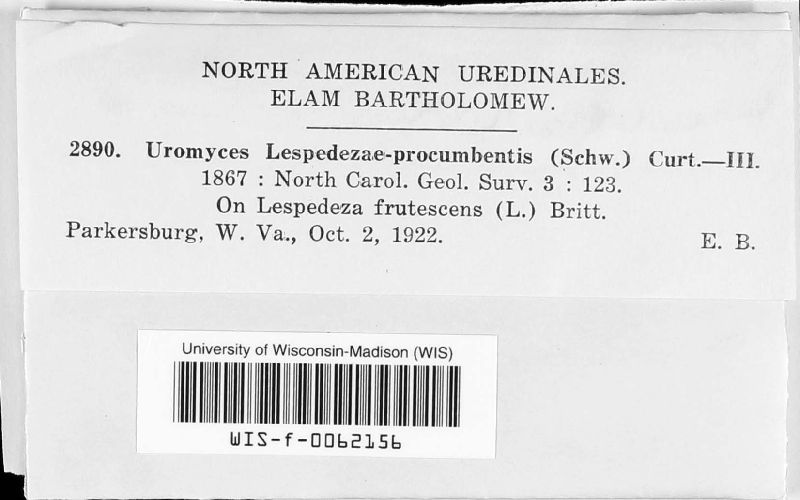 NORTH AMERICAN UREDINALES.
ELAM BARTHOLOMEW.
2890. Uromyces Lespedezae-procumbentis (Schw.) Curt.—III.
1867 : North Carol. Geol. Surv. 3 : 123.
On Lespedeza frutescens (L.) Britt.
Parkersburg, W. Va., Oct. 2, 1922. E. B.
University of Wisconsin-Madison (WIS)
WIS-f-0062156